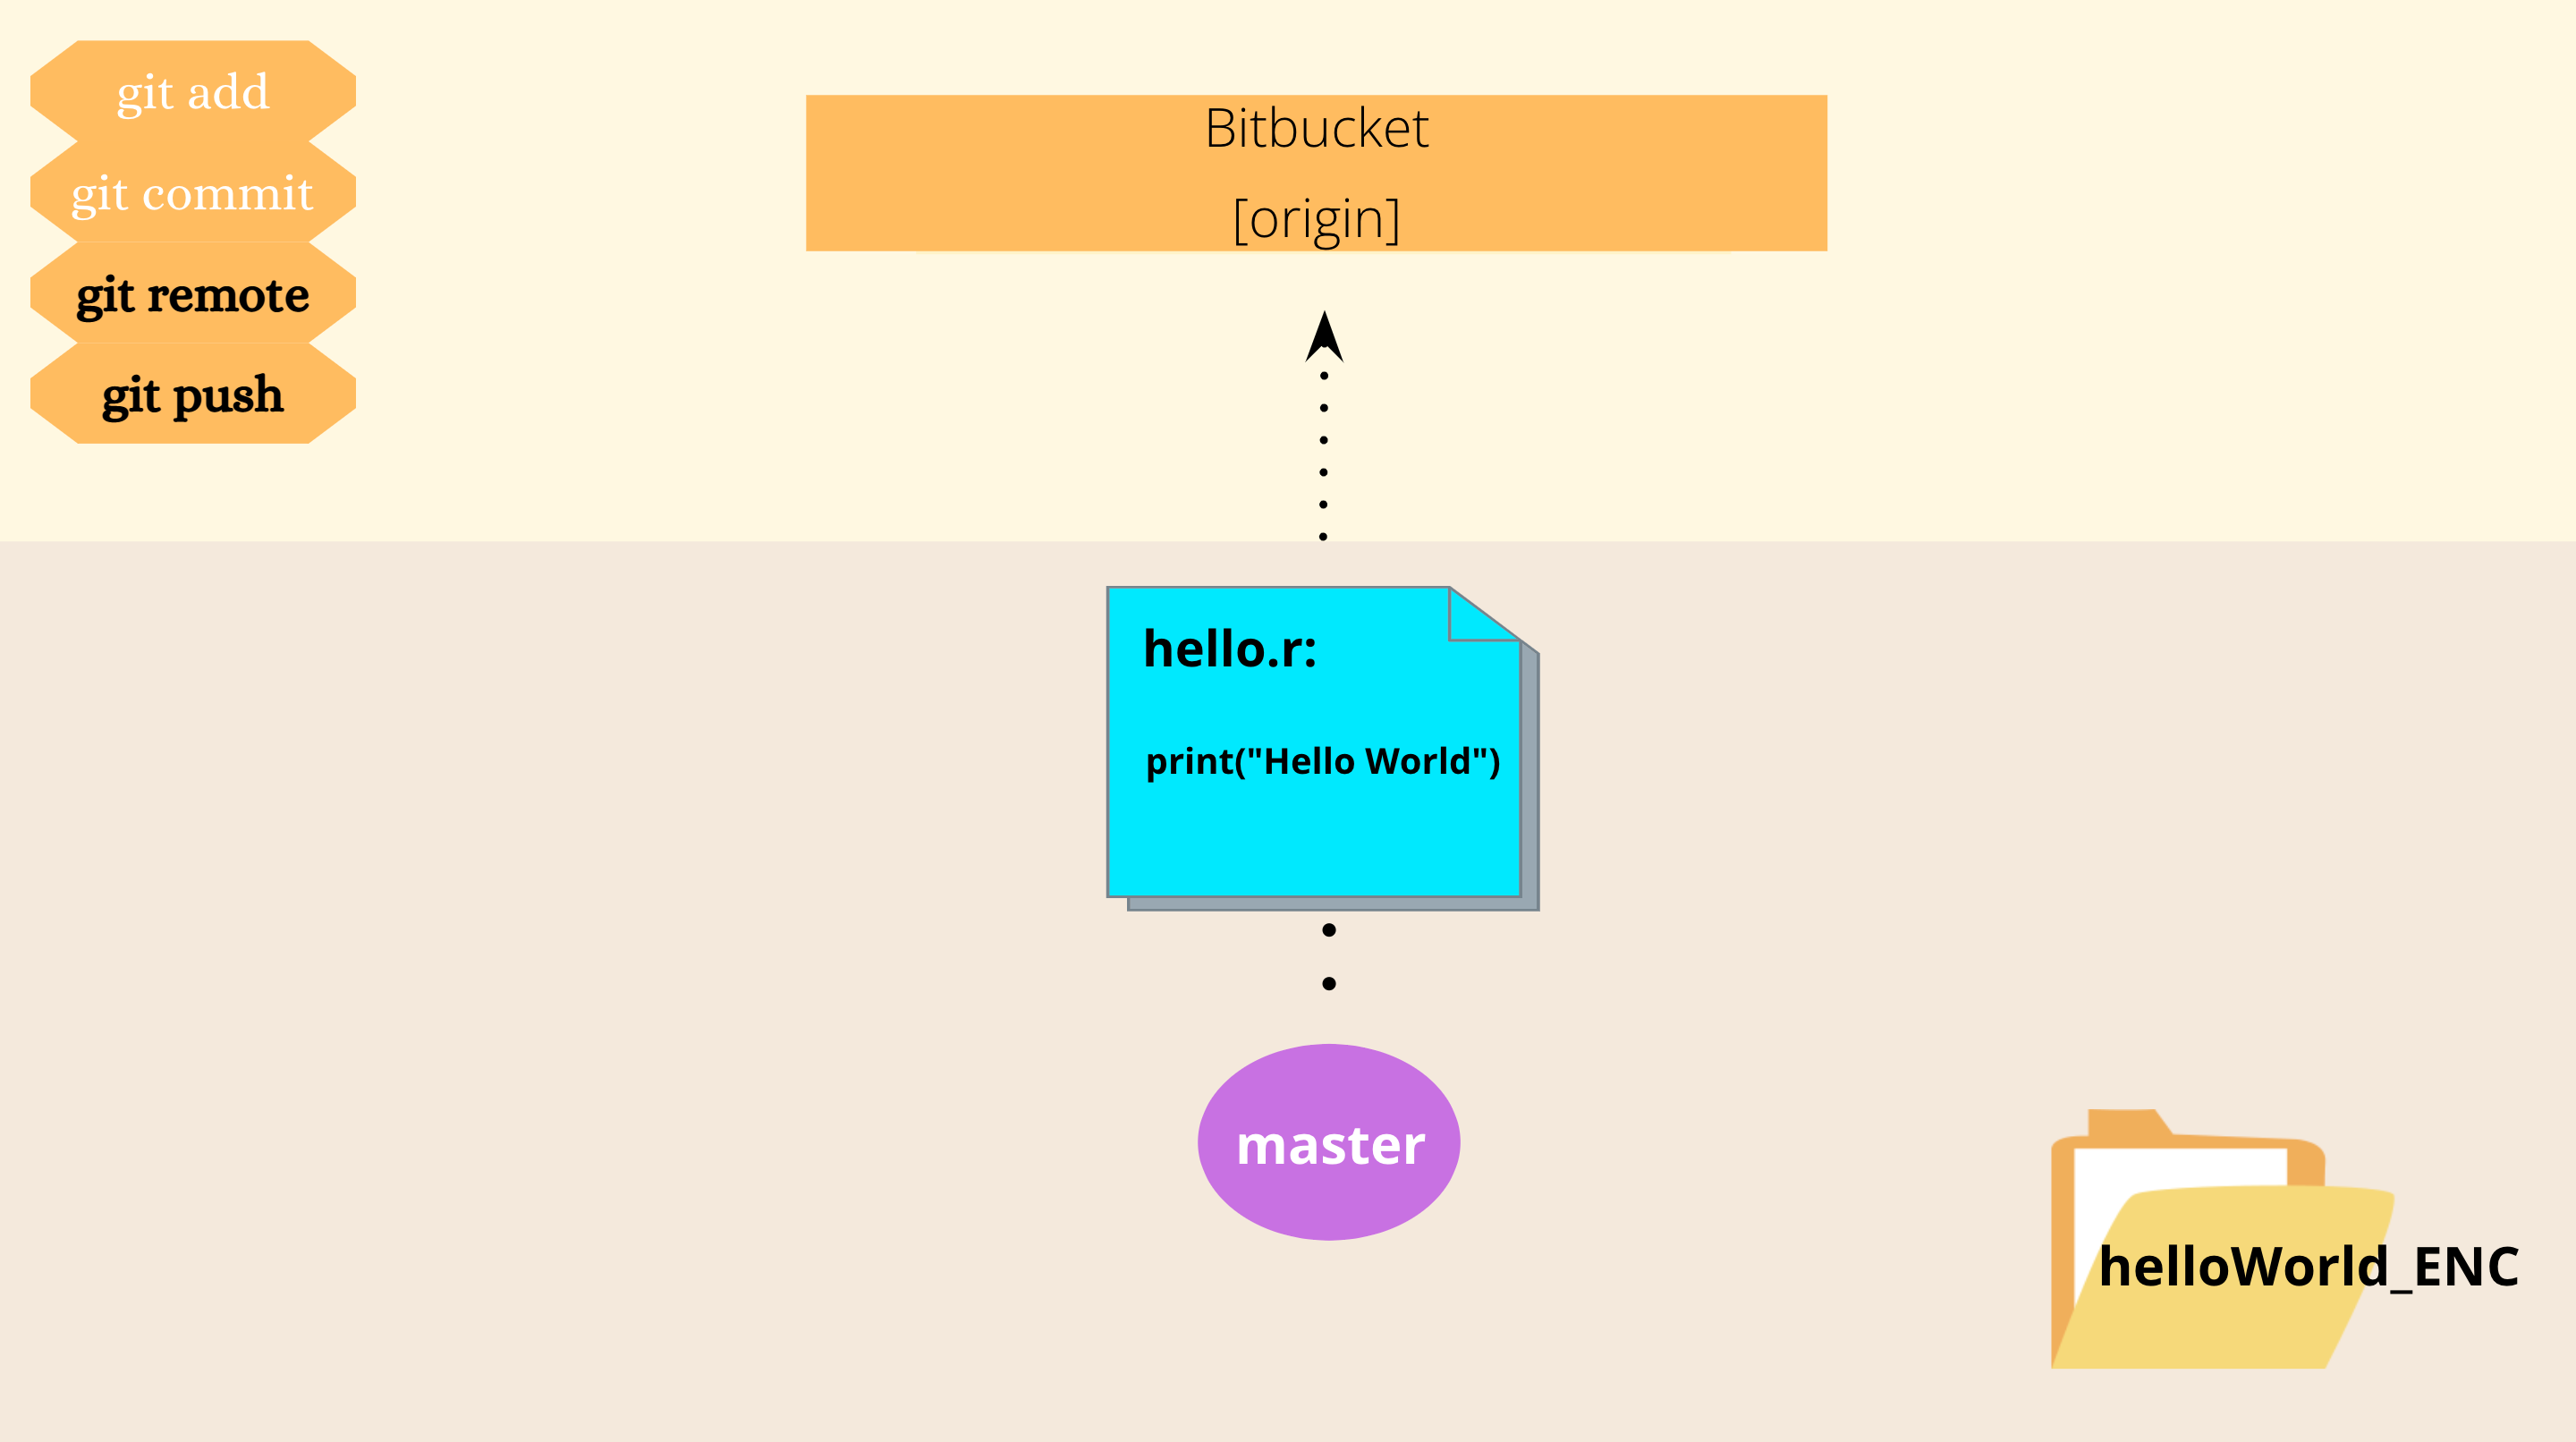 git add
git commit
git remote
git push
Bitbucket
[origin]
hello.r:
print("Hello World")
master
helloWorld_ENC